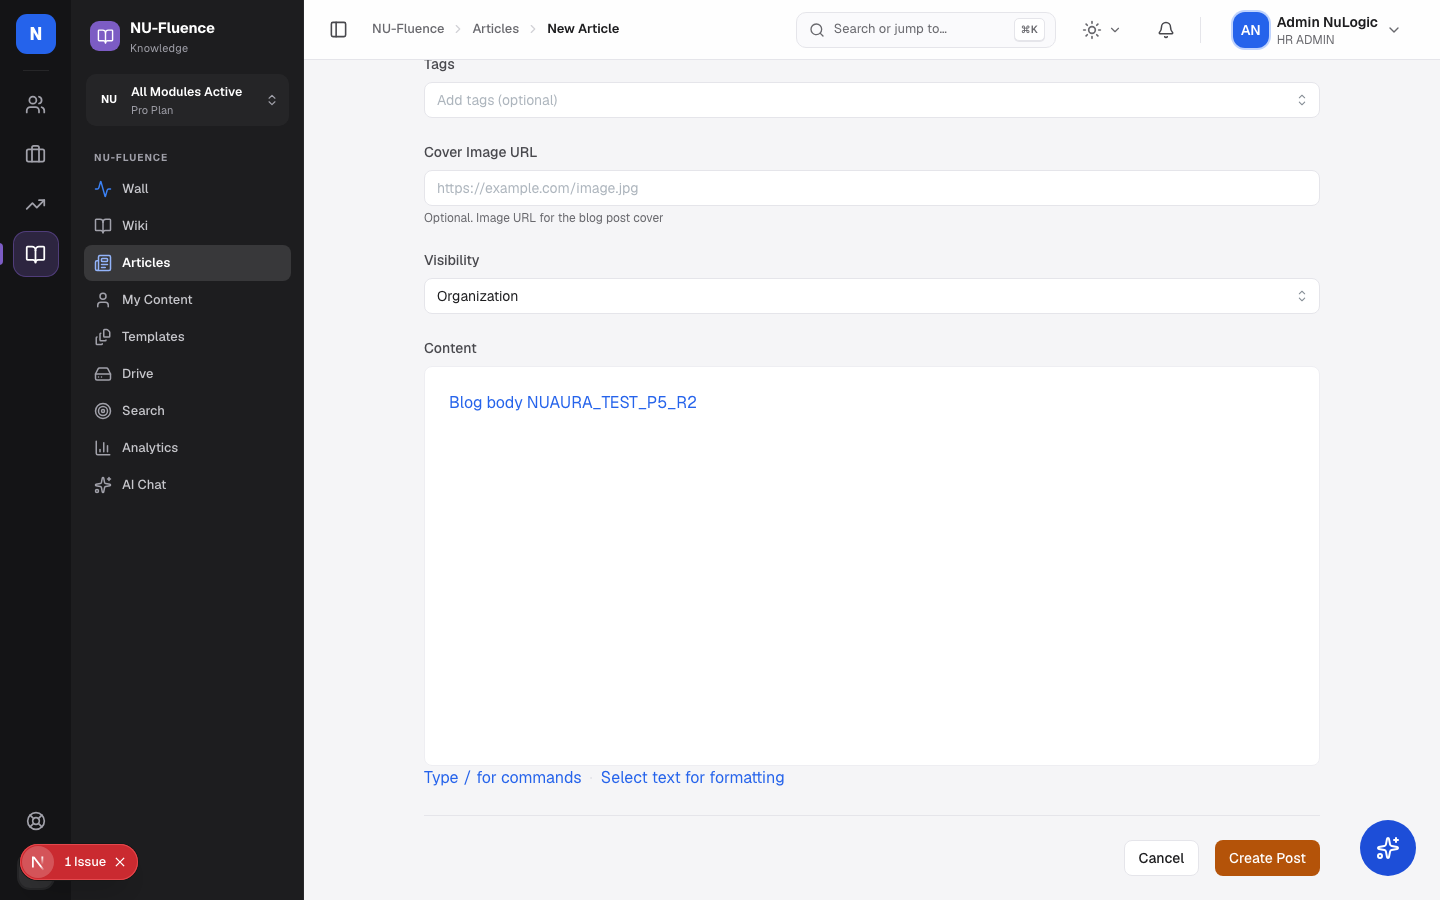 N
NU-Fluence
Knowledge
NU
All Modules Active
Pro Plan
NU-FLUENCE
Wall
Wiki
Articles
My Content
Templates
Drive
Search
Analytics
AI Chat
1 Issue
NU-Fluence
Articles
New Article
Search or jump to...
⌘K
AN
Admin NuLogic
HR ADMIN
Tags
Add tags (optional)
Cover Image URL
https://example.com/image.jpg
Optional. Image URL for the blog post cover
Visibility
Organization
Content
Blog body NUAURA_TEST_P5_R2
Type / for commands · Select text for formatting
Cancel
Create Post